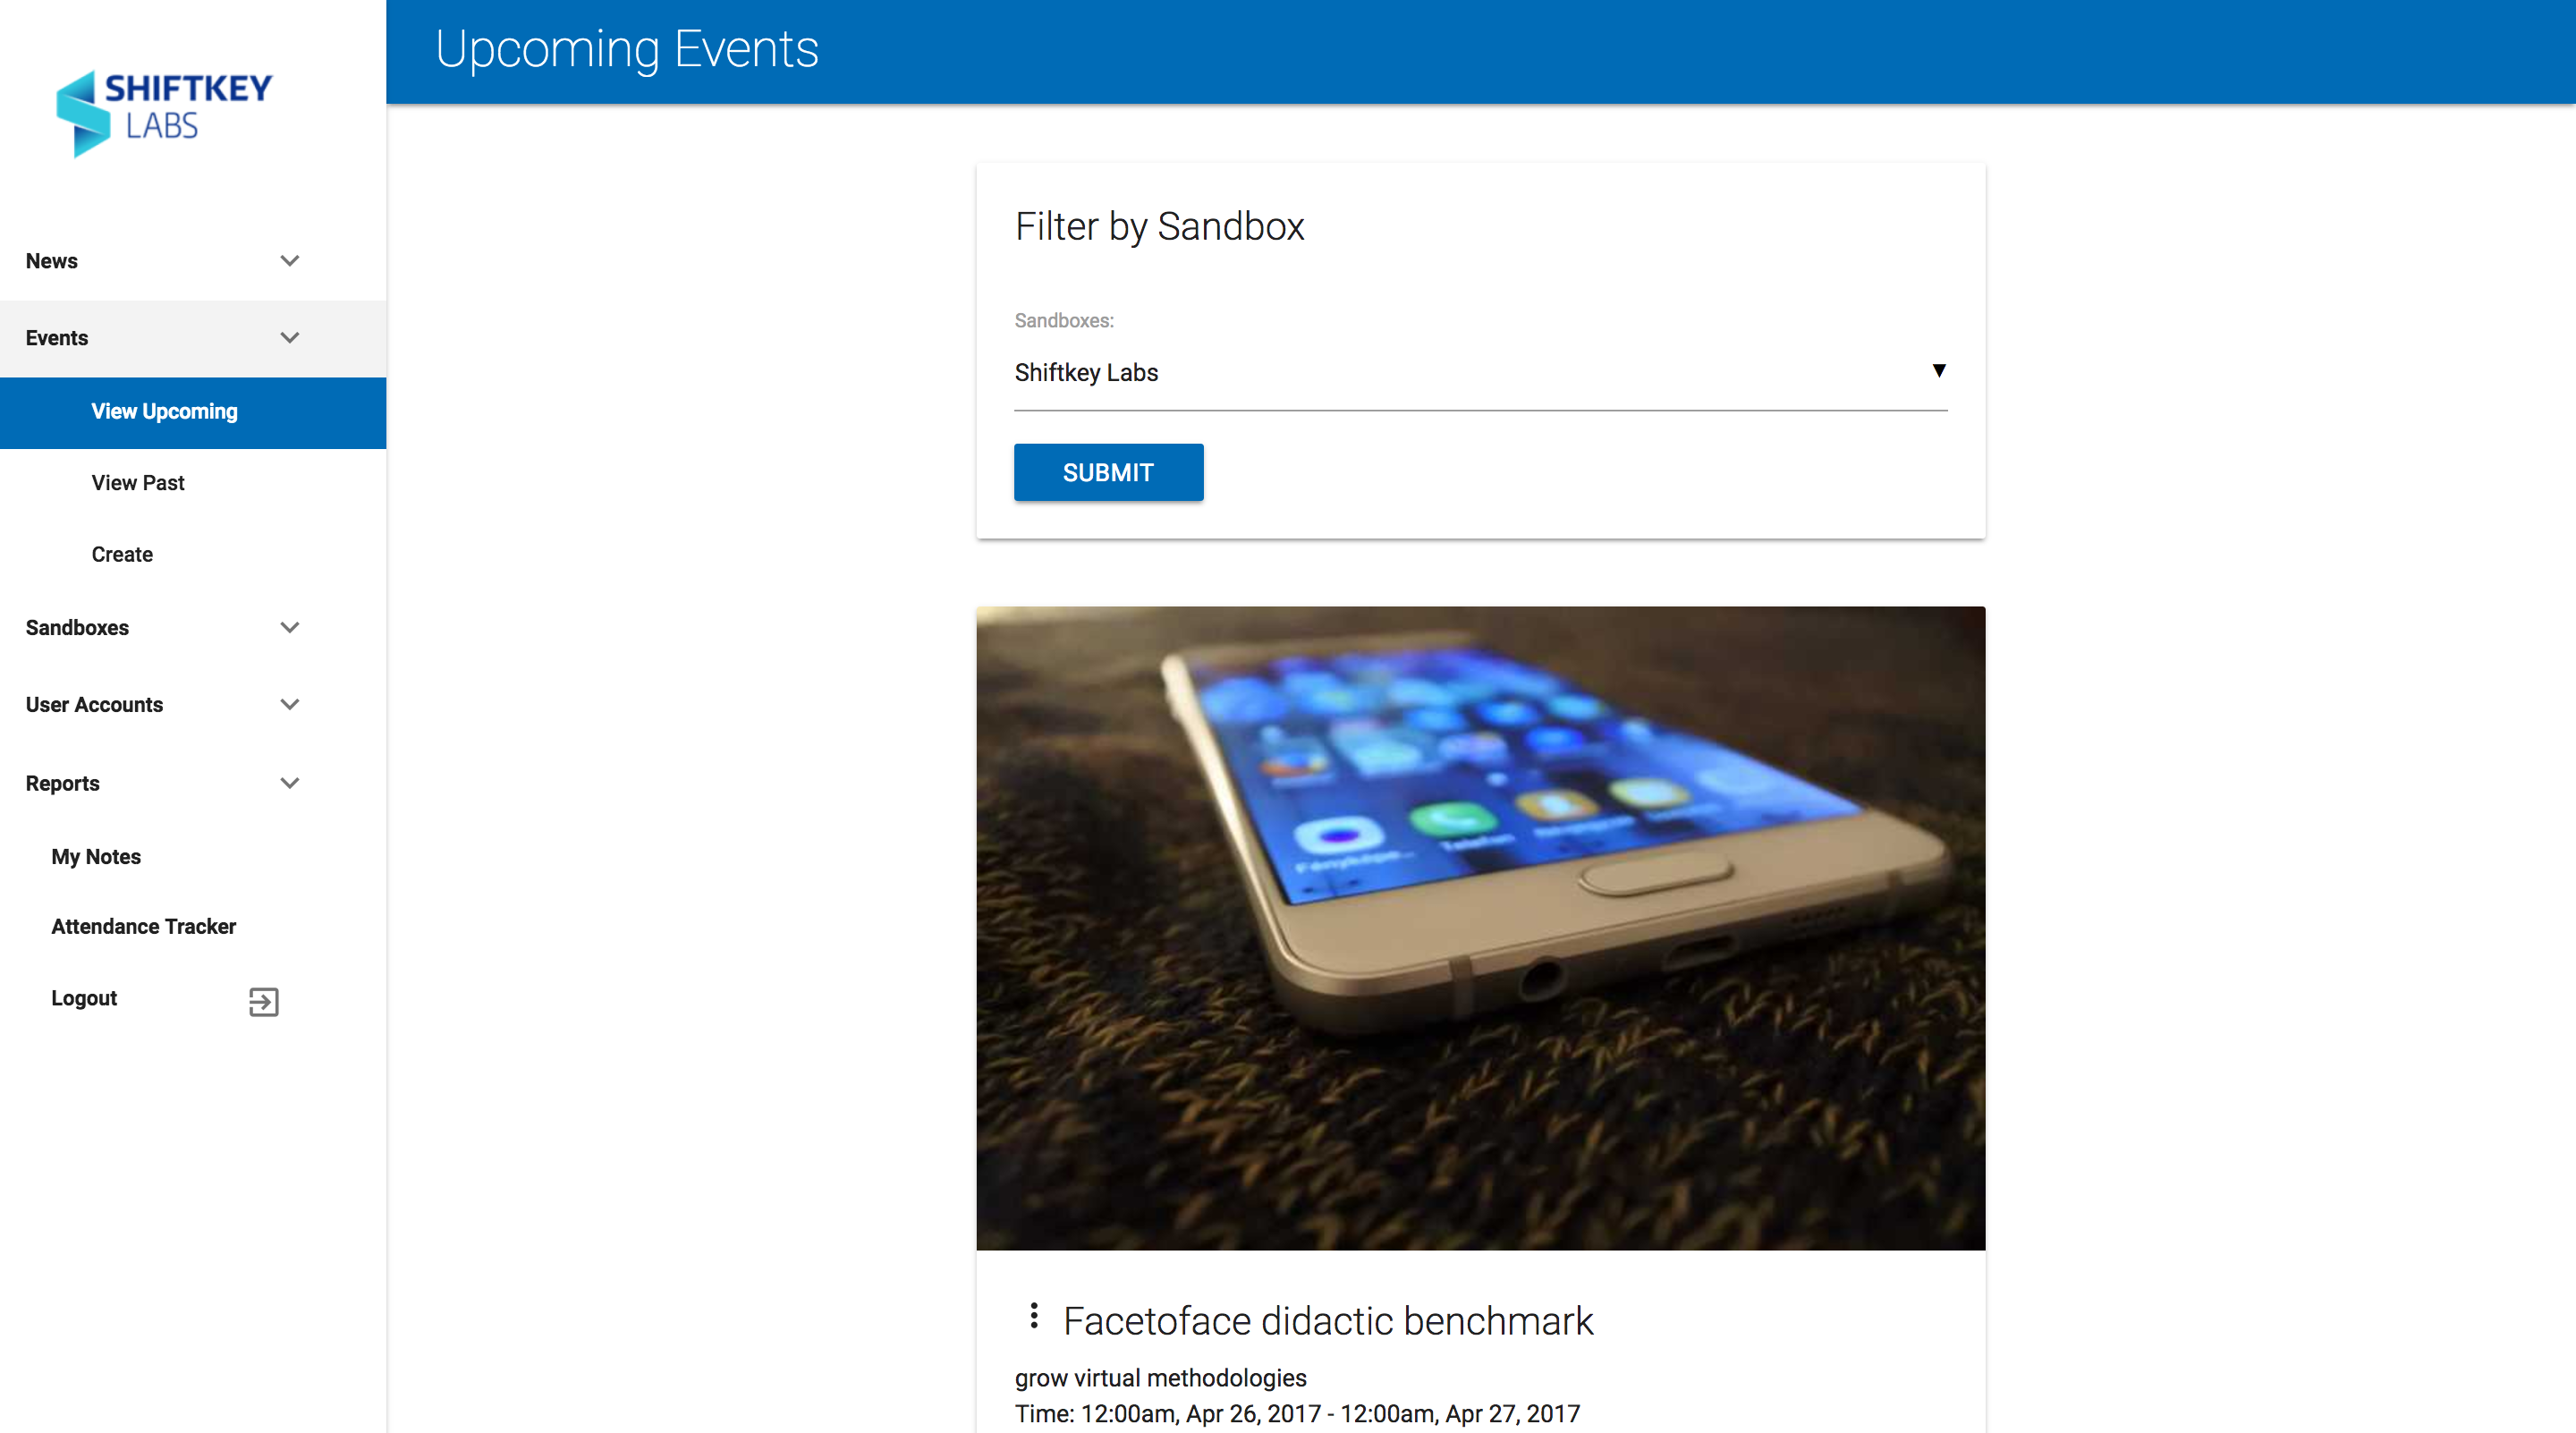 SHIFTKEY
LABS
News
Events
View Upcoming
View Past
Create
Sandboxes
User Accounts
Reports
My Notes
Attendance Tracker
Logout
Upcoming Events
Filter by Sandbox
Sandboxes:
Shiftkey Labs
SUBMIT
Telefon
Facetoface didactic benchmark
grow virtual methodologies
Time: 12:00am, Apr 26, 2017 - 12:00am, Apr 27, 2017